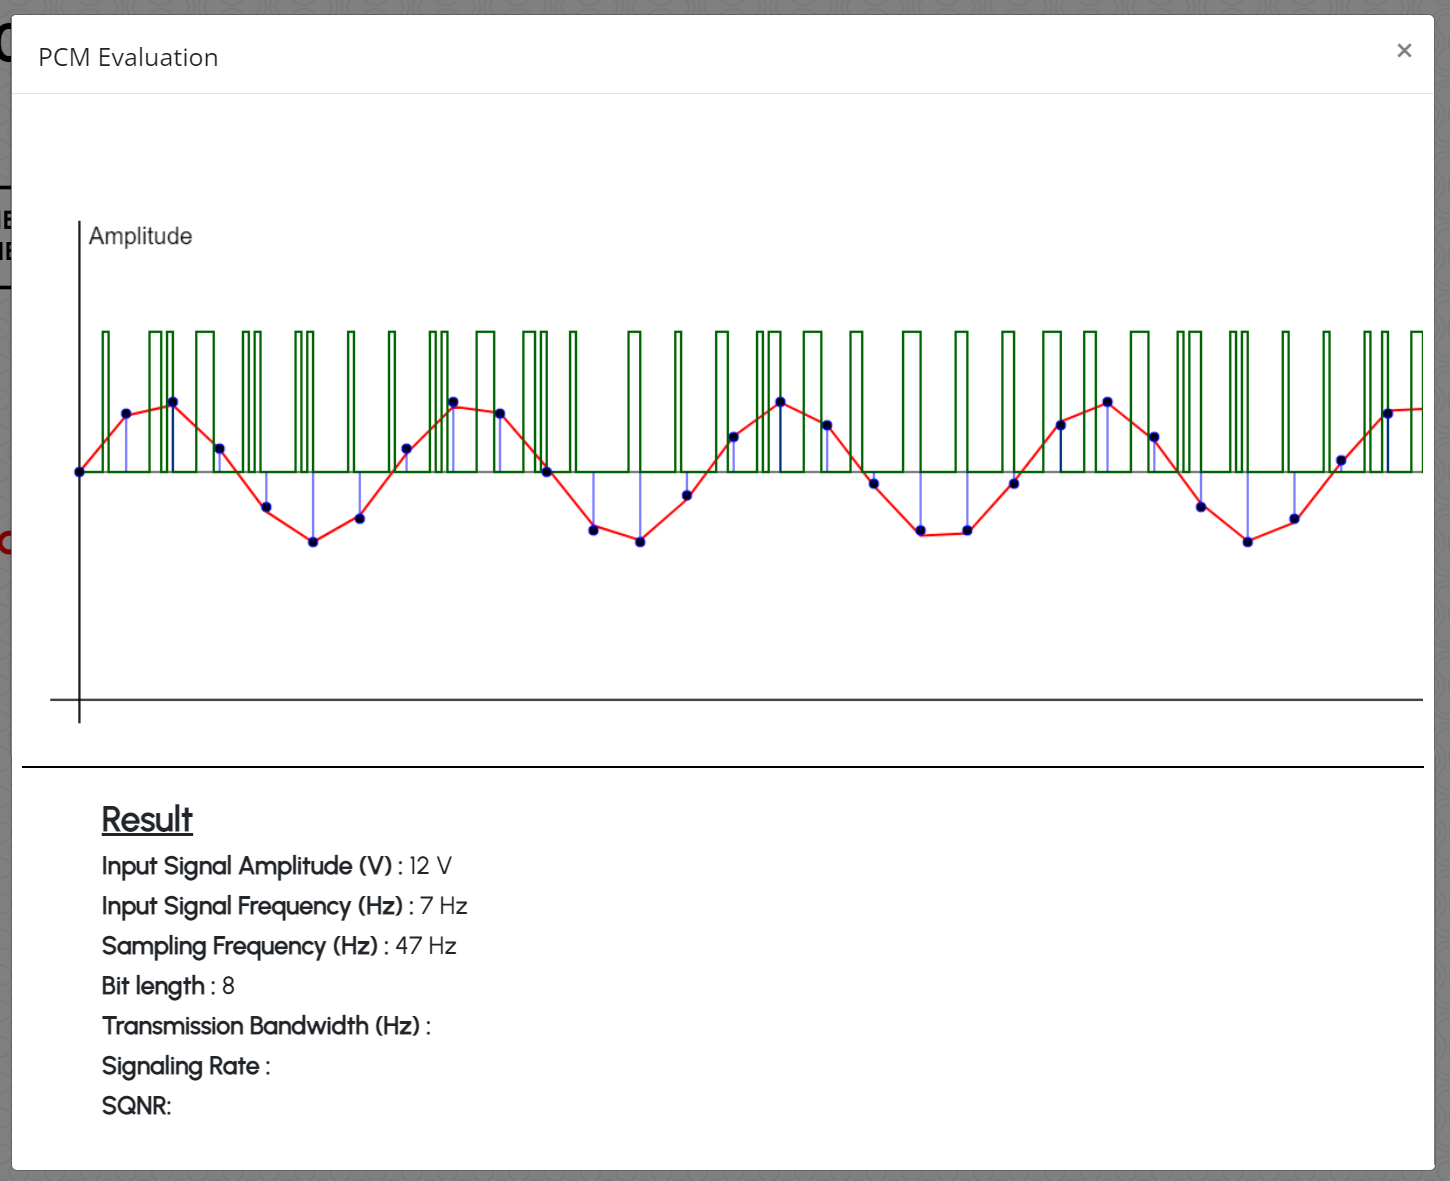 PCM Evaluation
×
Amplitude
Result
Input Signal Amplitude (V) : 12 V
Input Signal Frequency (Hz) : 7 Hz
Sampling Frequency (Hz) : 47 Hz
Bit length : 8
Transmission Bandwidth (Hz) :
Signaling Rate :
SQNR: